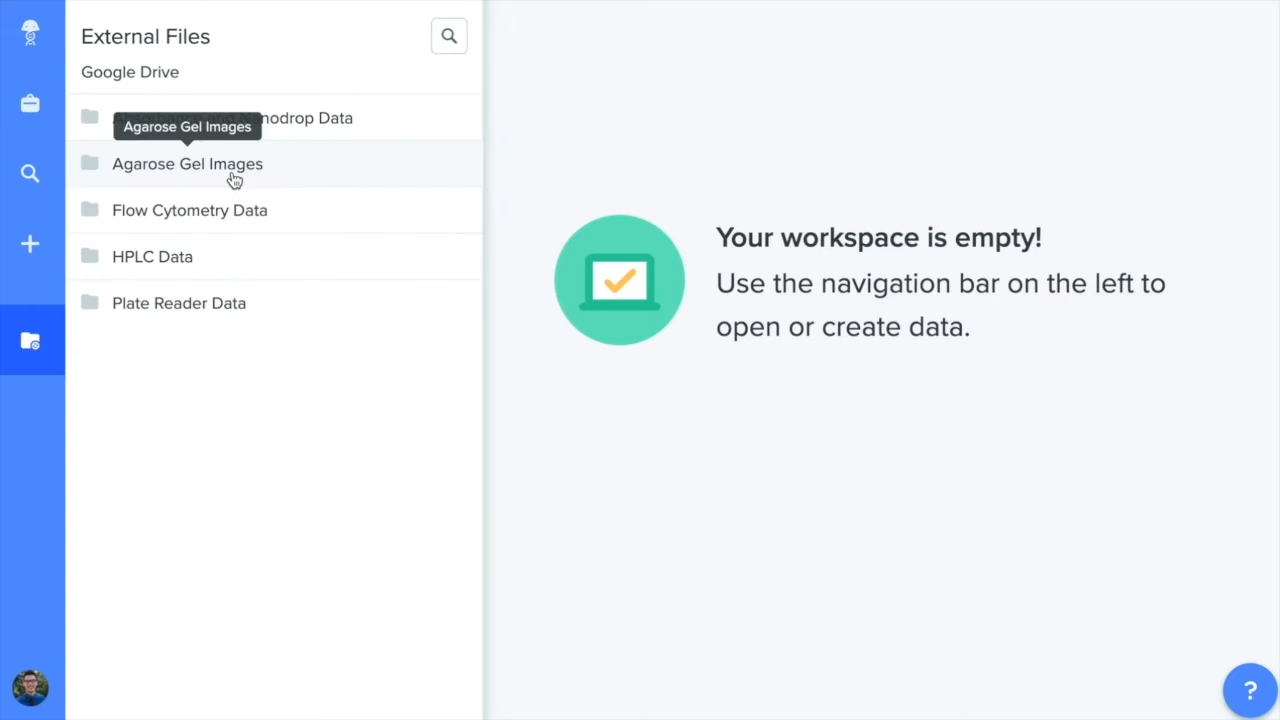 External Files
Google Drive
Nanodrop Data
Agarose Gel Images
Agarose Gel Images
Flow Cytometry Data
HPLC Data
Plate Reader Data
Your workspace is empty!
Use the navigation bar on the left to
open or create data.
?